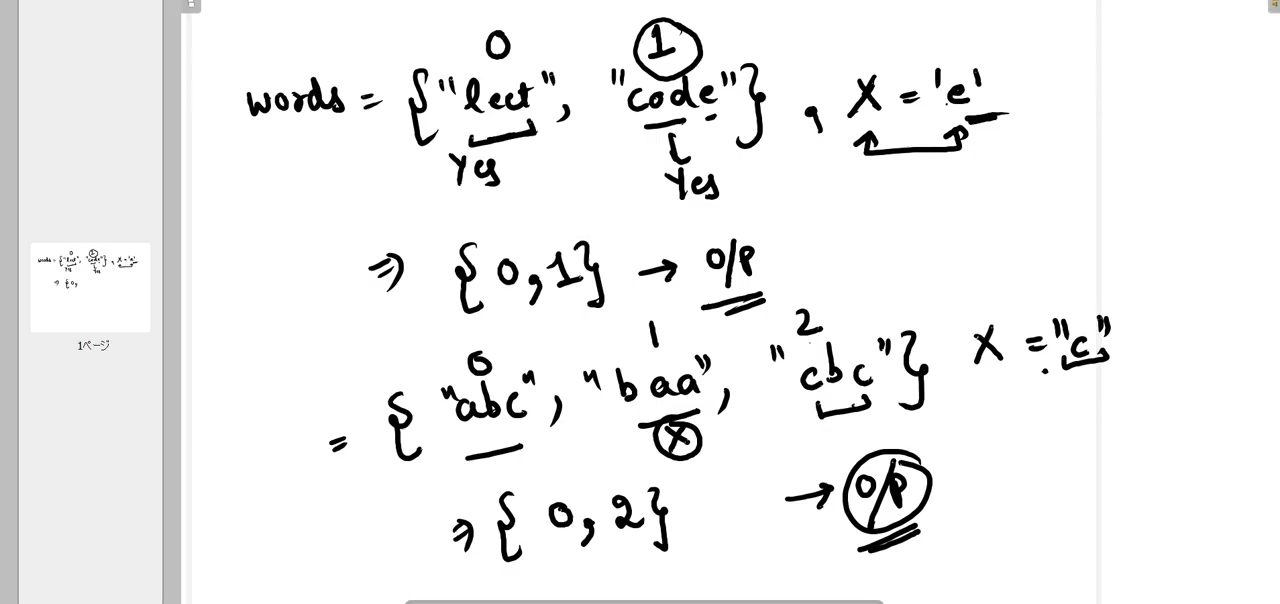 0 1
words = {"lect", "code"} , X = 'e'
Yes Yes
⇒ {0,1} → O/P
0 1 2
= {"abc", "baa", "cbc"} X = "c"
X
⇒ {0,2} → O/P
1ページ